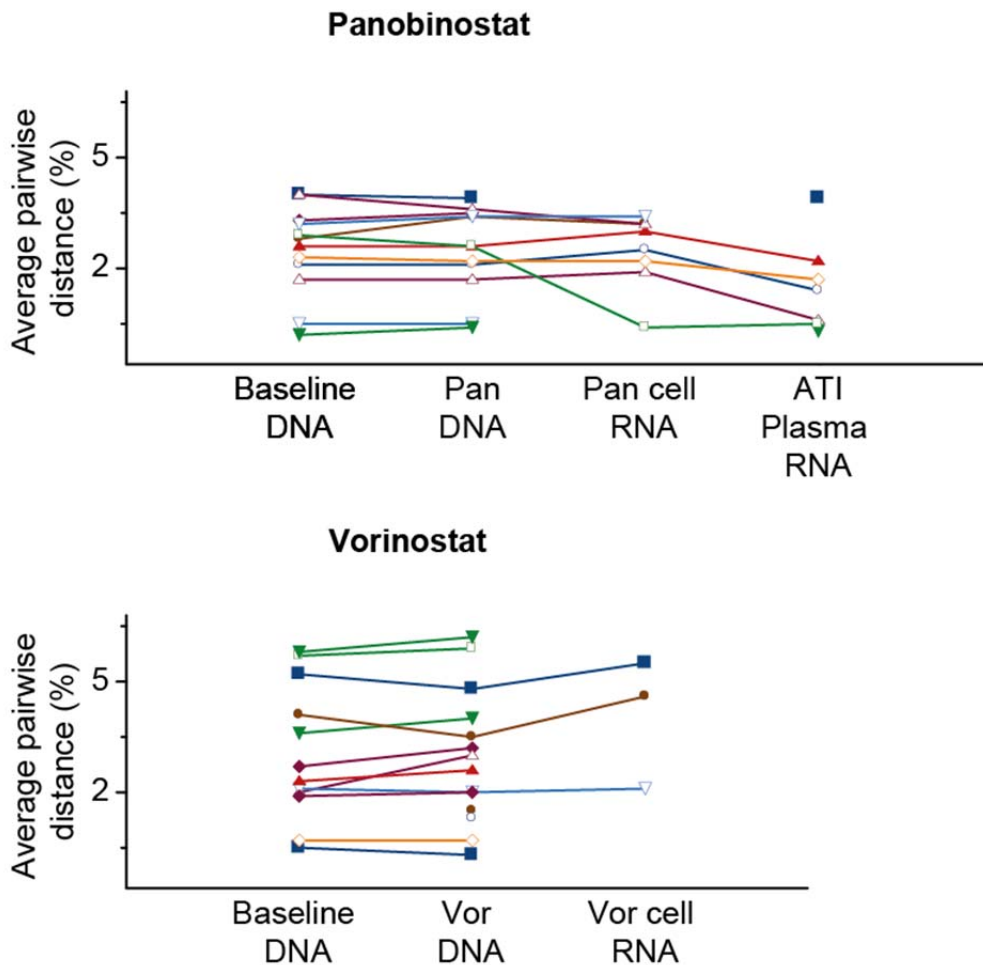 Panobinostat
Average pairwise
distance (%)
5
2
Baseline
DNA
Pan
DNA
Pan cell
RNA
ATI
Plasma
RNA
Vorinostat
Average pairwise
distance (%)
5
2
Baseline
DNA
Vor
DNA
Vor cell
RNA